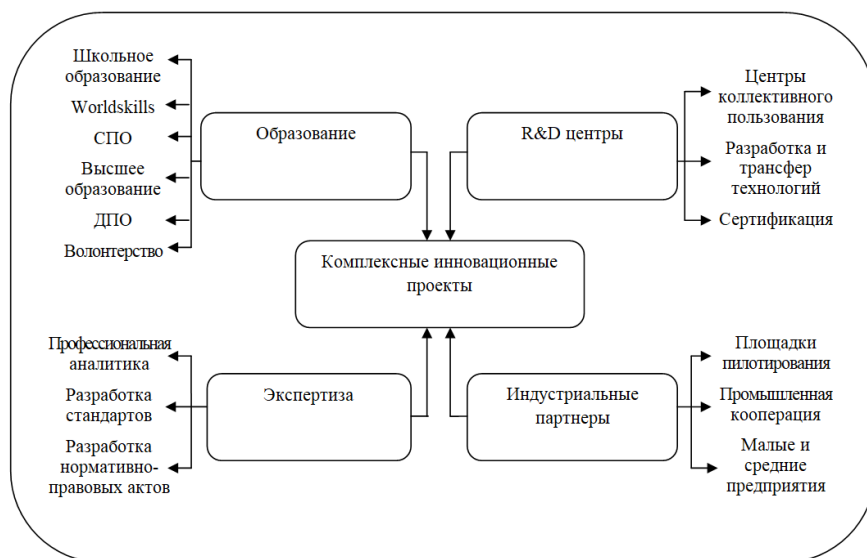 Школьное
образование
Worldskills
СПО
Высшее
образование
ДПО
Волонтерство
Образование
R&D центры
Центры
коллективного
пользования
Разработка и
трансфер
технологий
Сертификация
Комплексные инновационные
проекты
Профессиональная
аналитика
Разработка
стандартов
Разработка
нормативно-
правовых актов
Экспертиза
Индустриальные
партнеры
Площадки
пилотирования
Промышленная
кооперация
Малые и
средние
предприятия